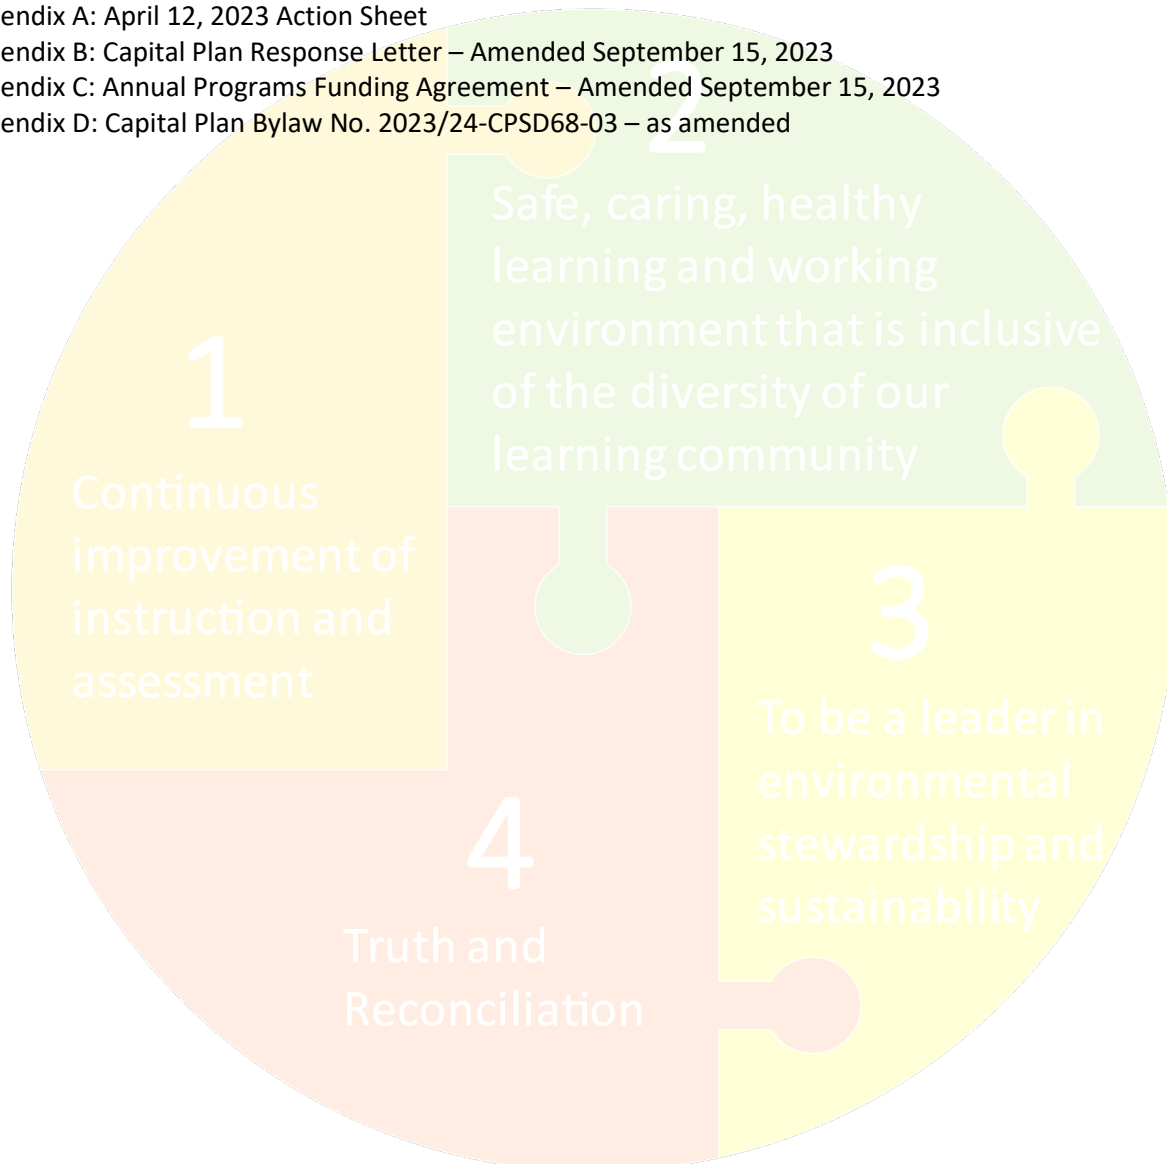 endix A: April 12, 2023 Action Sheet
endix B: Capital Plan Response Letter – Amended September 15, 2023
endix C: Annual Programs Funding Agreement – Amended September 15, 2023
endix D: Capital Plan Bylaw No. 2023/24-CPSD68-03 – as amended
1
Continuous
improvement of
instruction and
assessment
2
Safe, caring, healthy
learning and working
environment that is inclusive
of the diversity of our
learning community
3
To be a leader in
environmental
stewardship and
sustainability
4
Truth and
Reconciliation